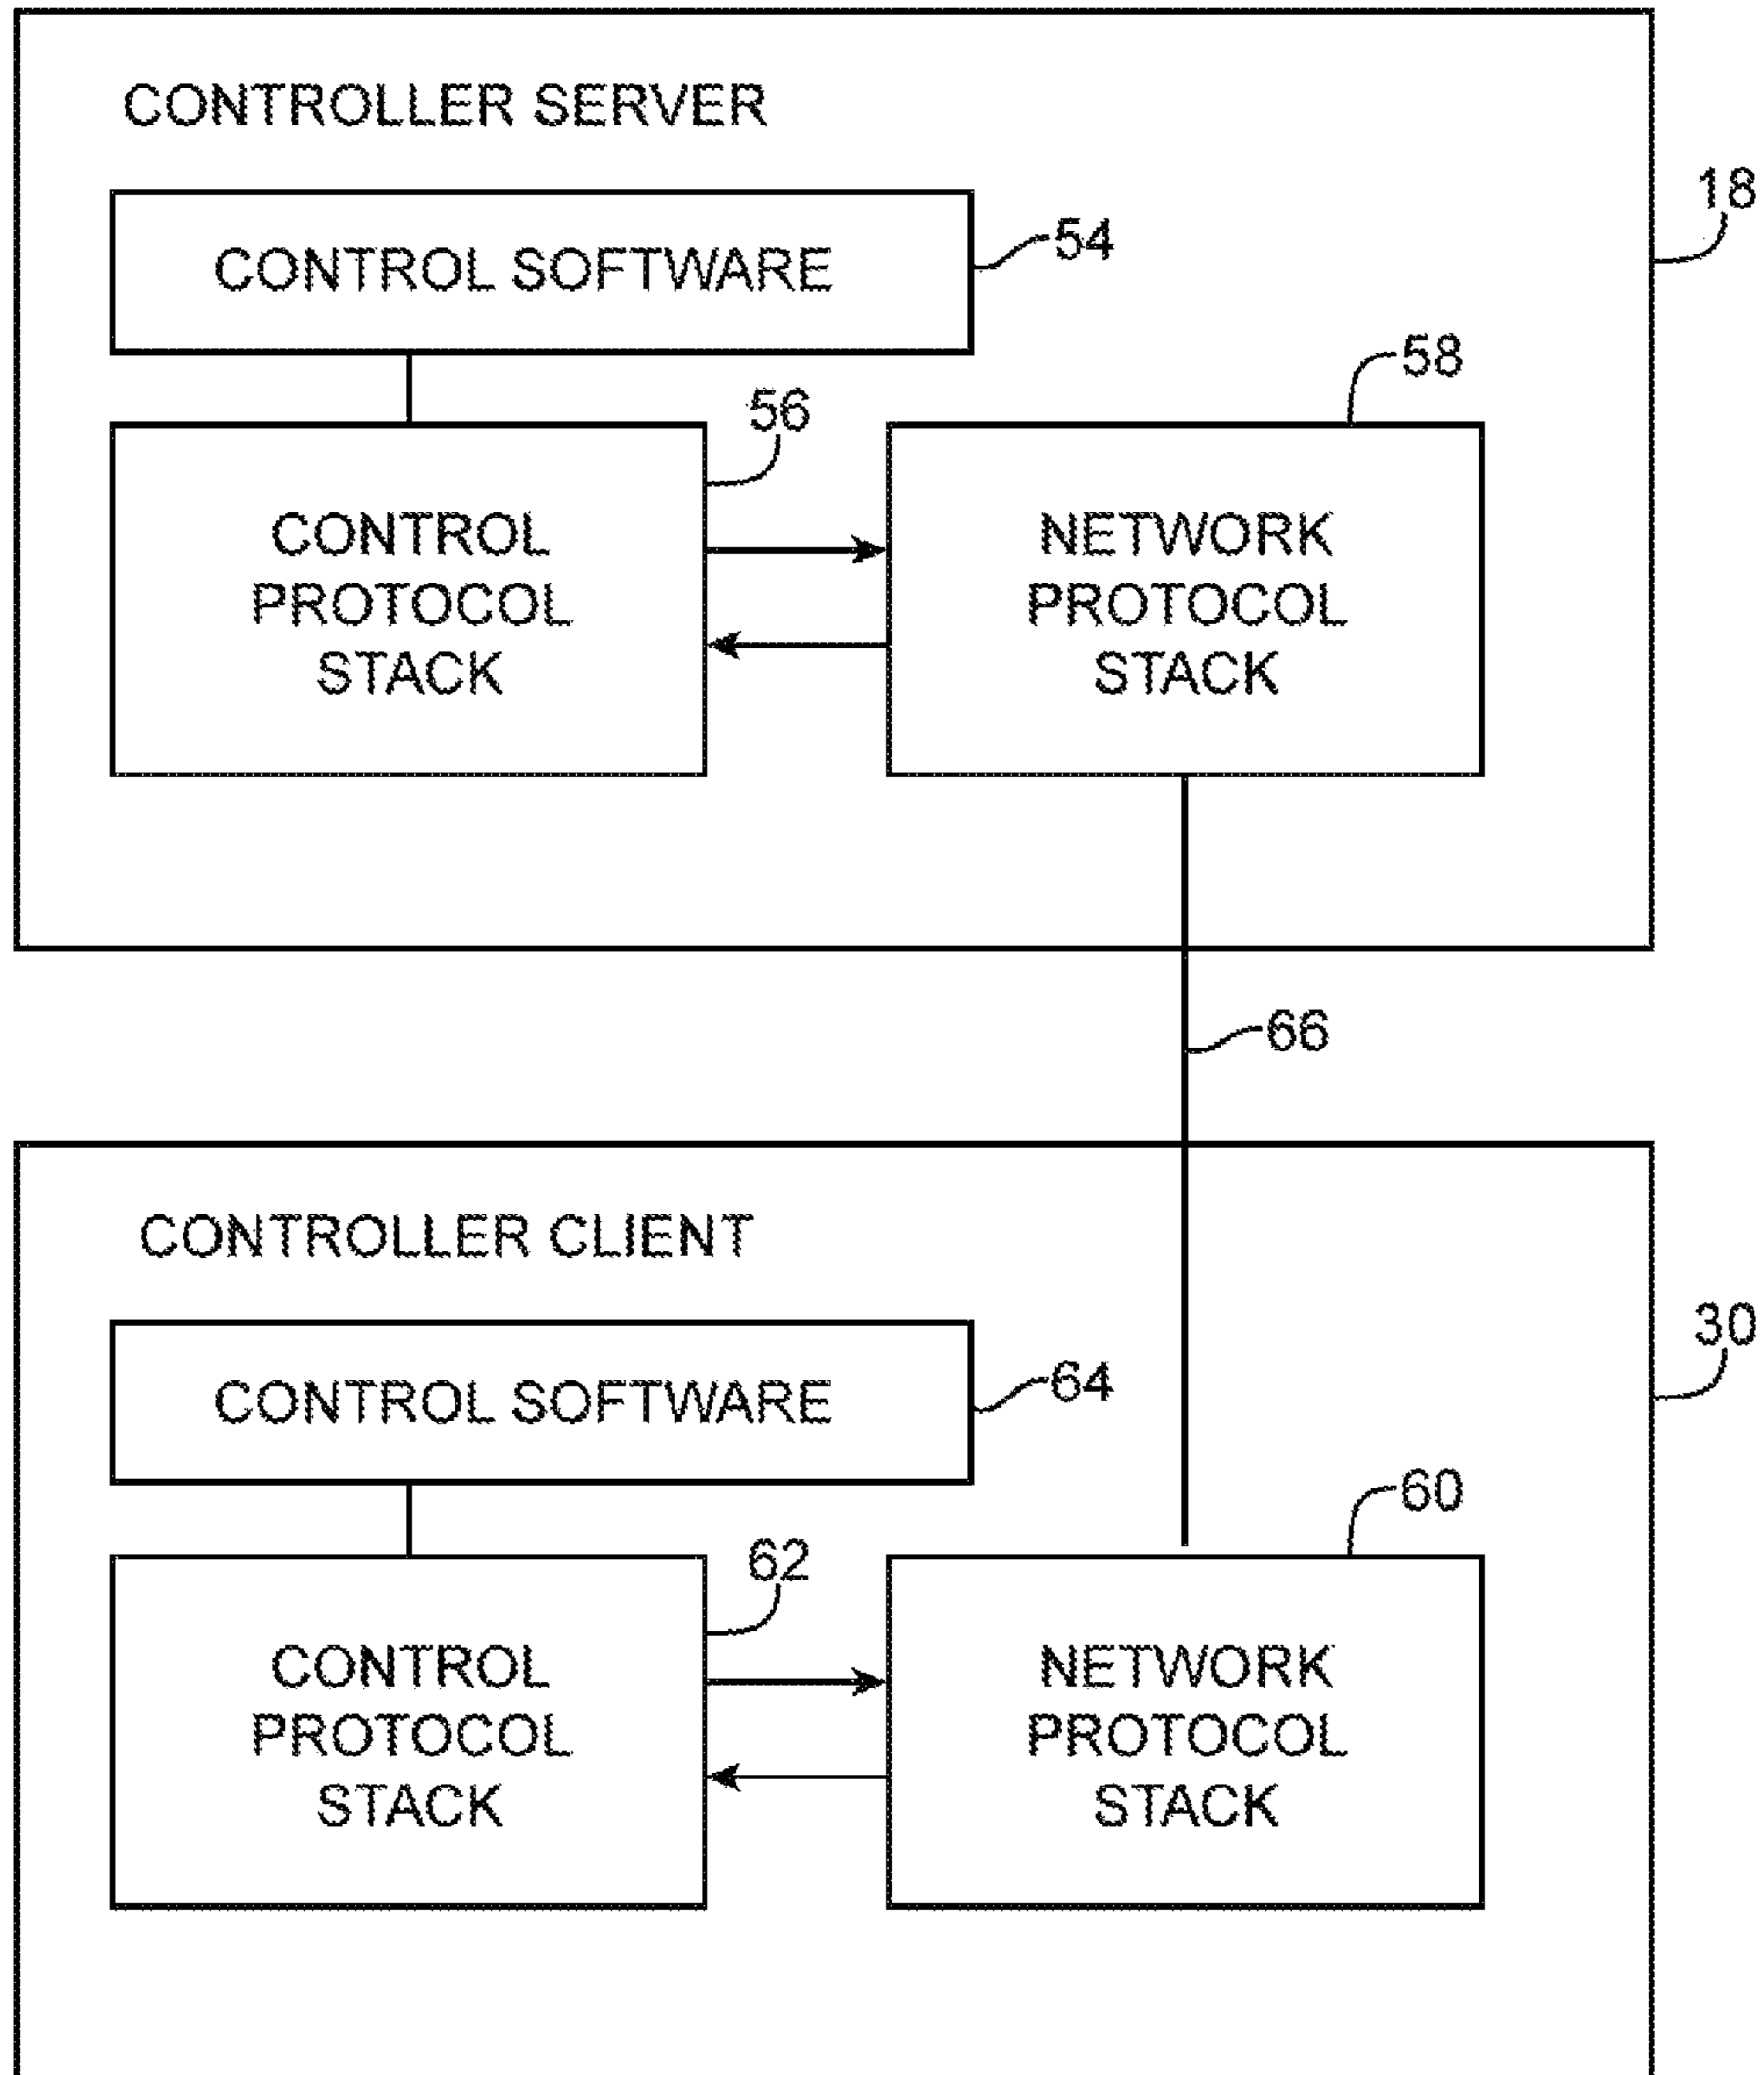 CONTROLLER SERVER
18
CONTROL SOFTWARE
54
58
56
CONTROL
PROTOCOL
STACK
NETWORK
PROTOCOL
STACK
66
CONTROLLER CLIENT
30
CONTROL SOFTWARE
64
60
62
CONTROL
PROTOCOL
STACK
NETWORK
PROTOCOL
STACK